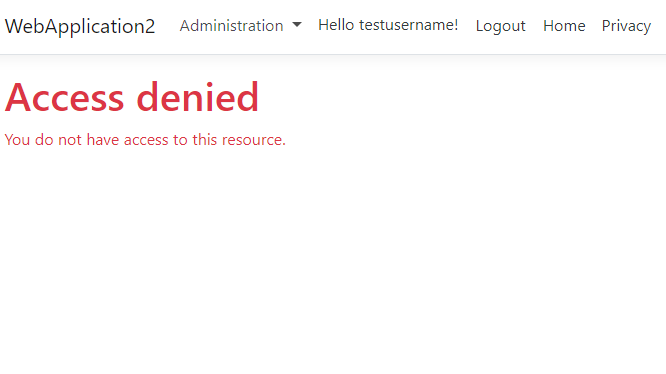 WebApplication2 Administration Hello testusername! Logout Home Privacy
Access denied
You do not have access to this resource.